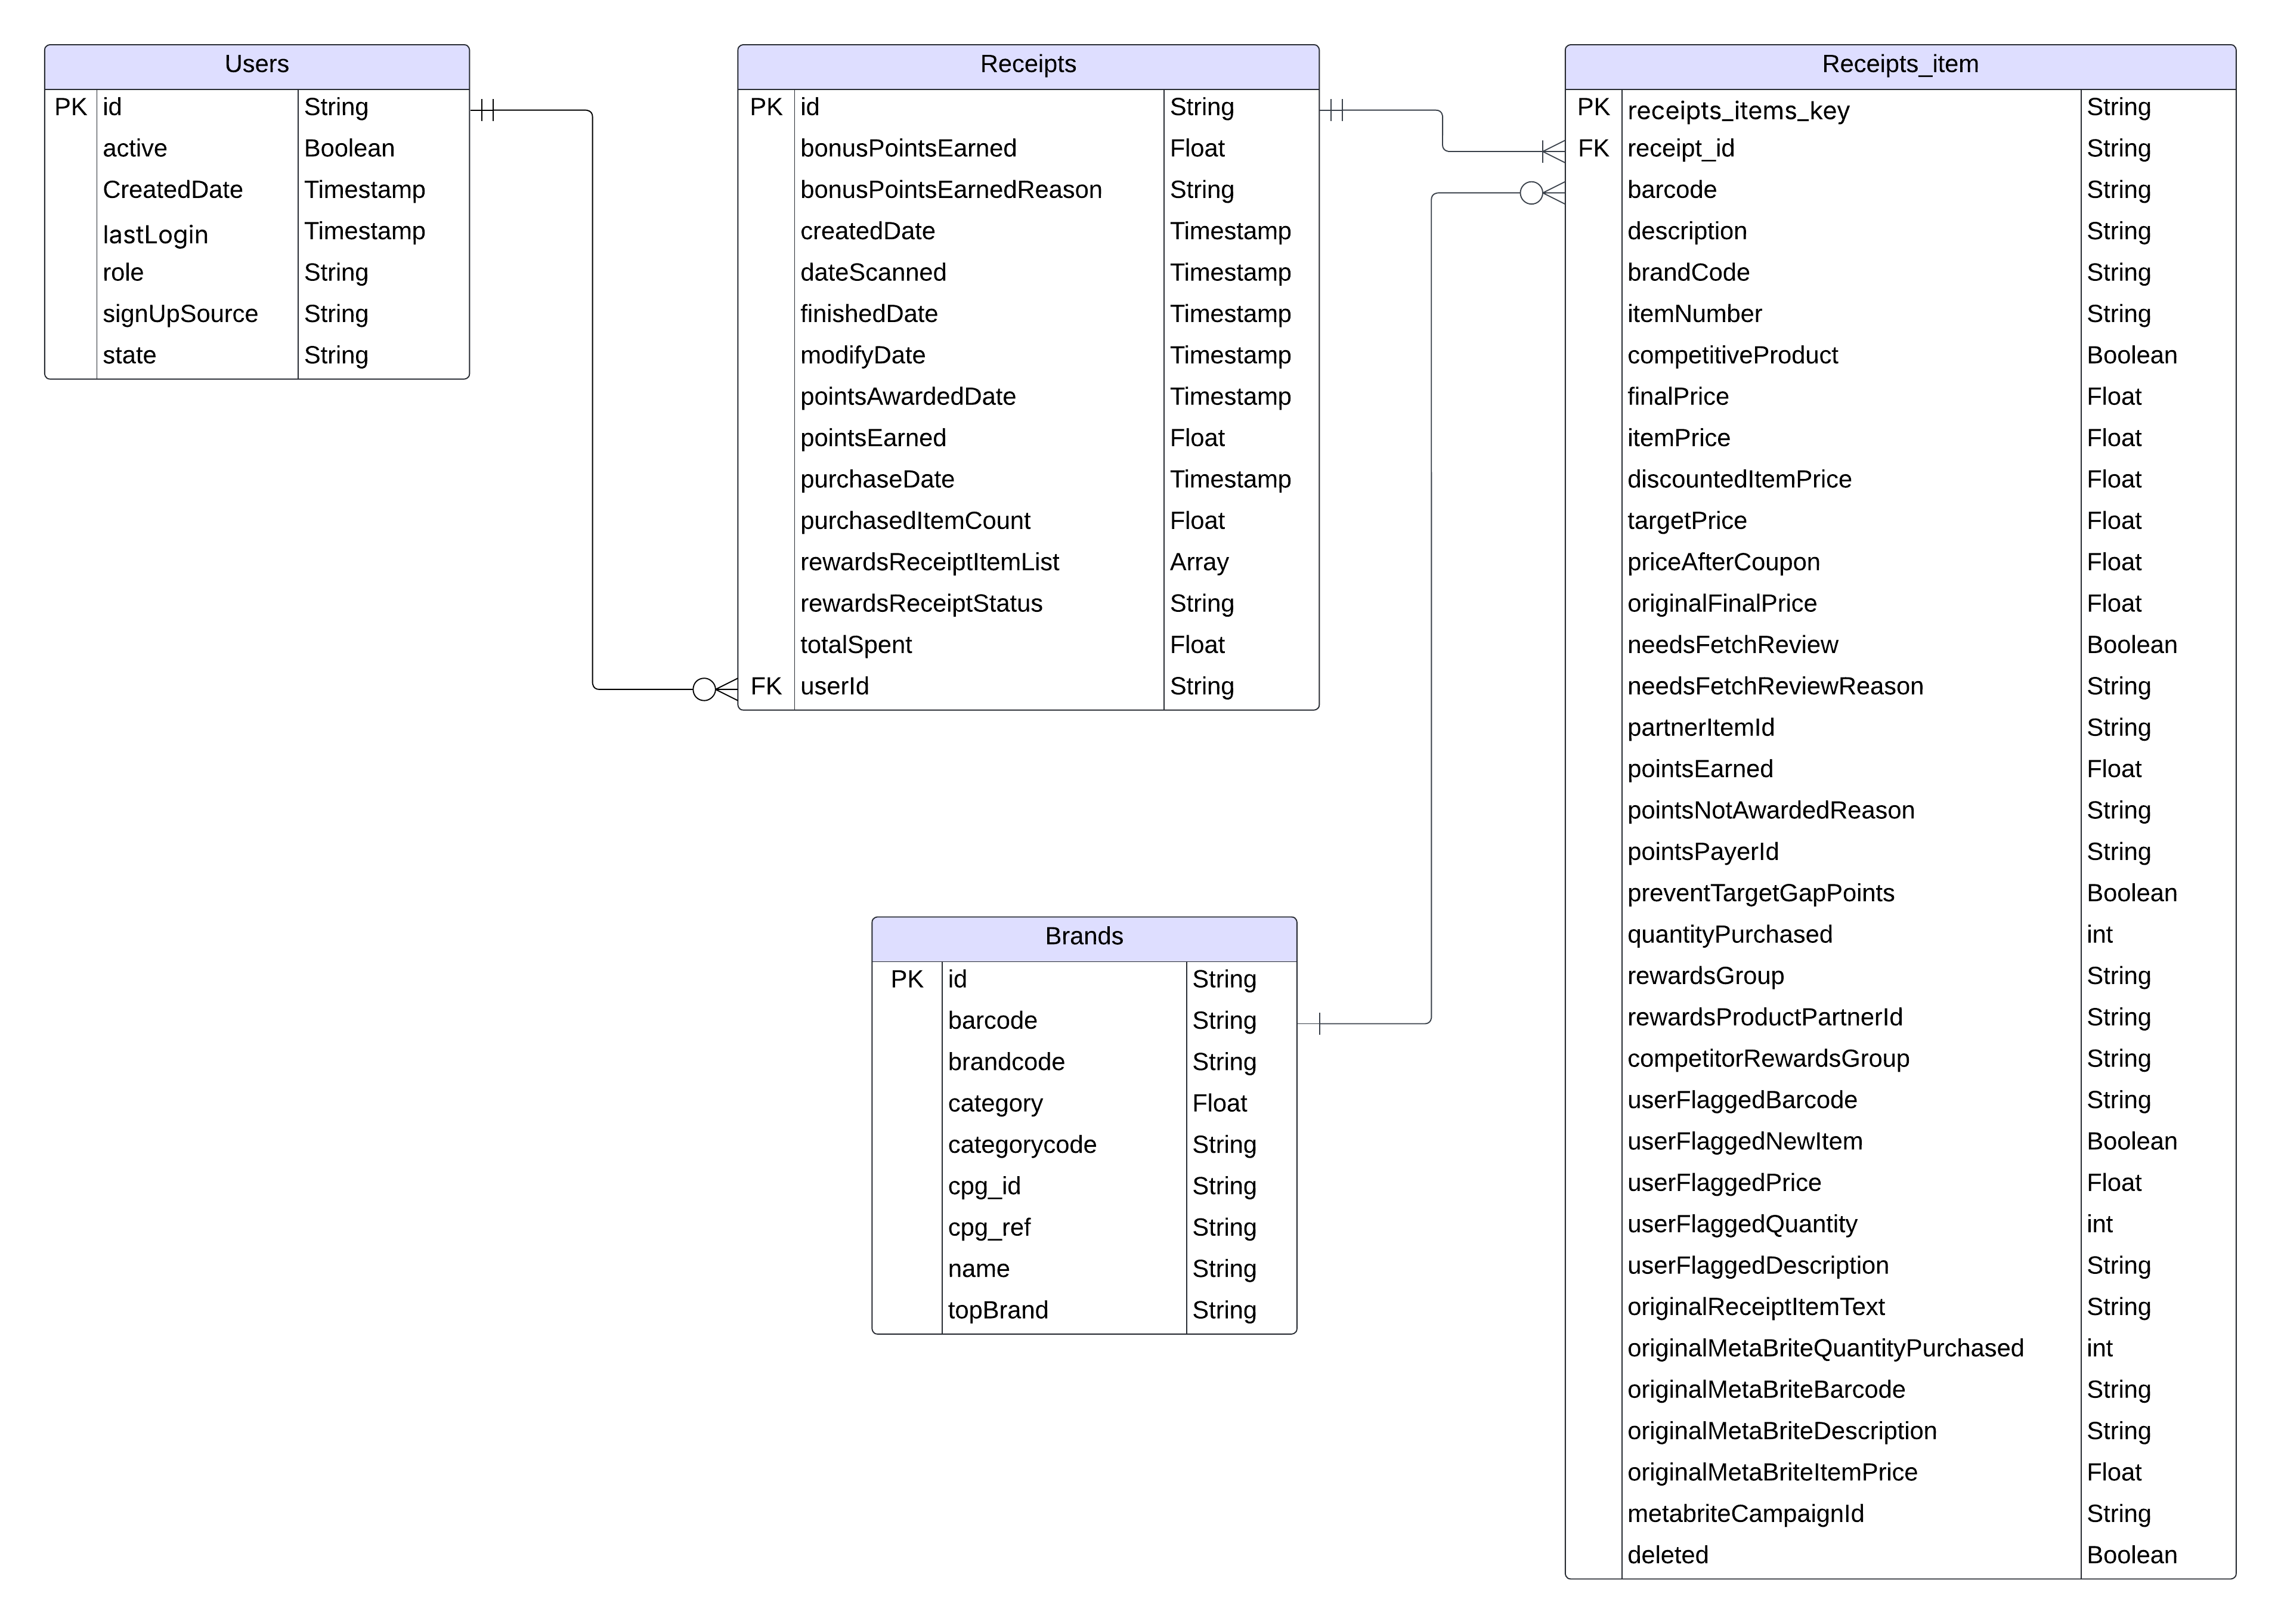 Users
PK id String
active Boolean
CreatedDate Timestamp
lastLogin Timestamp
role String
signUpSource String
state String
Receipts
PK id String
bonusPointsEarned Float
bonusPointsEarnedReason String
createdDate Timestamp
dateScanned Timestamp
finishedDate Timestamp
modifyDate Timestamp
pointsAwardedDate Timestamp
pointsEarned Float
purchaseDate Timestamp
purchasedItemCount Float
rewardsReceiptItemList Array
rewardsReceiptStatus String
totalSpent Float
FK userId String
Receipts_item
PK receipts_items_key String
FK receipt_id String
barcode String
description String
brandCode String
itemNumber String
competitiveProduct Boolean
finalPrice Float
itemPrice Float
discountedItemPrice Float
targetPrice Float
priceAfterCoupon Float
originalFinalPrice Float
needsFetchReview Boolean
needsFetchReviewReason String
partnerItemId String
pointsEarned Float
pointsNotAwardedReason String
pointsPayerId String
preventTargetGapPoints Boolean
quantityPurchased int
rewardsGroup String
rewardsProductPartnerId String
competitorRewardsGroup String
userFlaggedBarcode String
userFlaggedNewItem Boolean
userFlaggedPrice Float
userFlaggedQuantity int
userFlaggedDescription String
originalReceiptItemText String
originalMetaBriteQuantityPurchased int
originalMetaBriteBarcode String
originalMetaBriteDescription String
originalMetaBriteItemPrice Float
metabriteCampaignId String
deleted Boolean
Brands
PK id String
barcode String
brandcode String
category Float
categorycode String
cpg_id String
cpg_ref String
name String
topBrand String